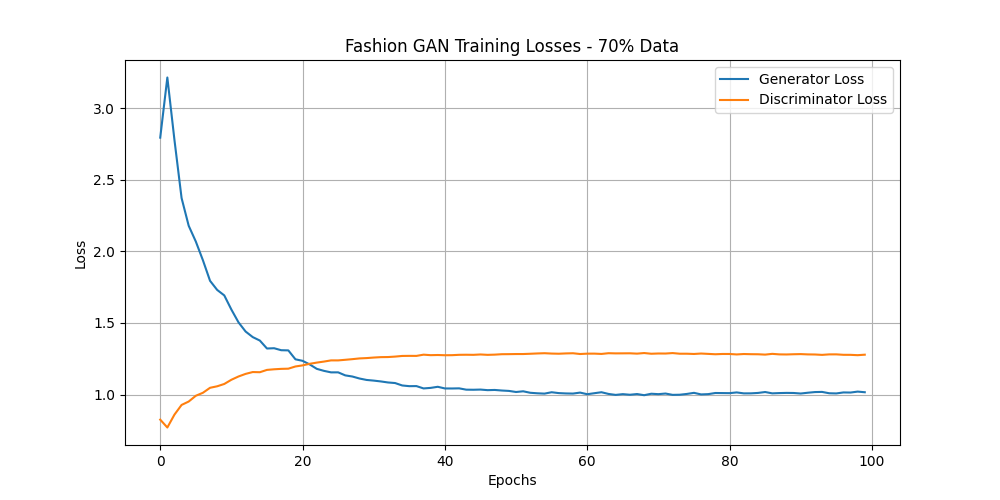 Fashion GAN Training Losses - 70% Data
Generator Loss
Discriminator Loss
3.0
2.5
2.0
1.5
1.0
Loss
0 20 40 60 80 100
Epochs